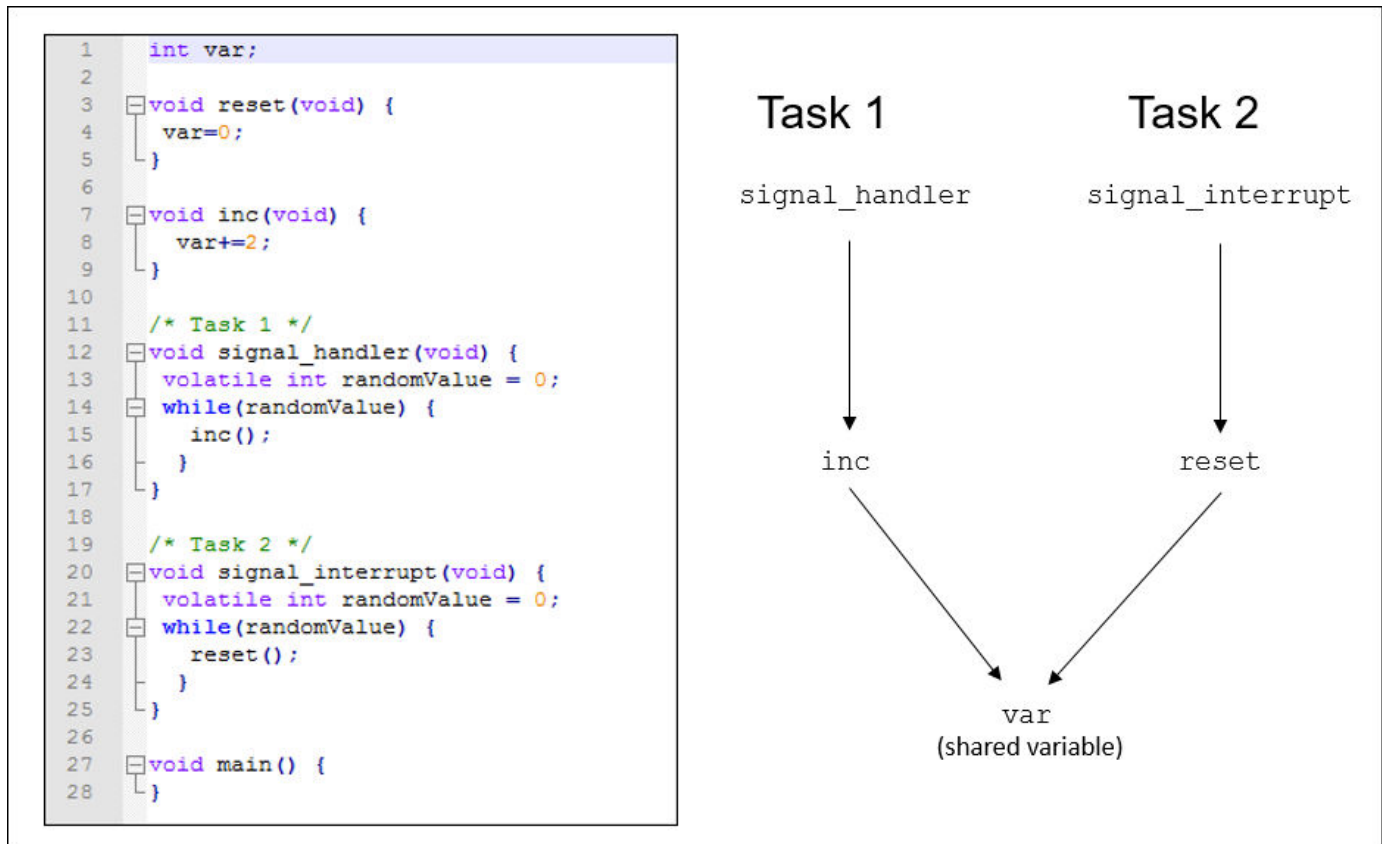 1 int var;
2
3 void reset(void) {
4 var=0;
5 }
6
7 void inc(void) {
8 var+=2;
9 }
10
11 /* Task 1 */
12 void signal_handler(void) {
13 volatile int randomValue = 0;
14 while(randomValue) {
15 inc();
16 }
17 }
18
19 /* Task 2 */
20 void signal_interrupt(void) {
21 volatile int randomValue = 0;
22 while(randomValue) {
23 reset();
24 }
25 }
26
27 void main() {
28 }
Task 1
Task 2
signal_handler
signal_interrupt
inc
reset
var
(shared variable)